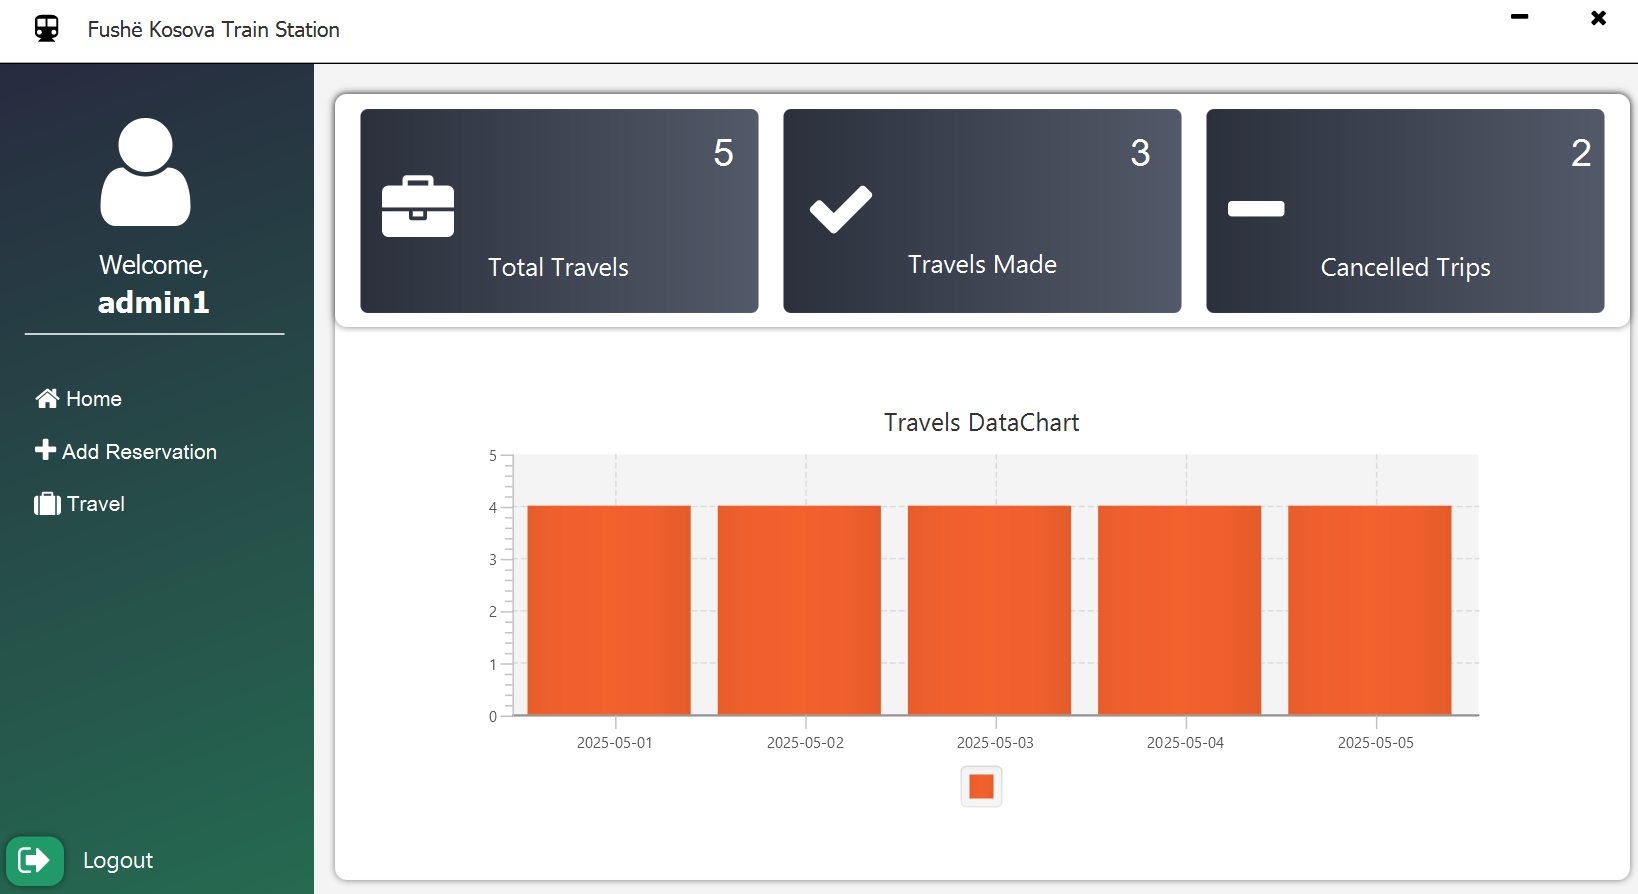 Fushë Kosova Train Station
Welcome,
admin1
Home
Add Reservation
Travel
Logout
5
Total Travels
3
Travels Made
2
Cancelled Trips
Travels DataChart
5
4
3
2
1
0
2025-05-01 2025-05-02 2025-05-03 2025-05-04 2025-05-05